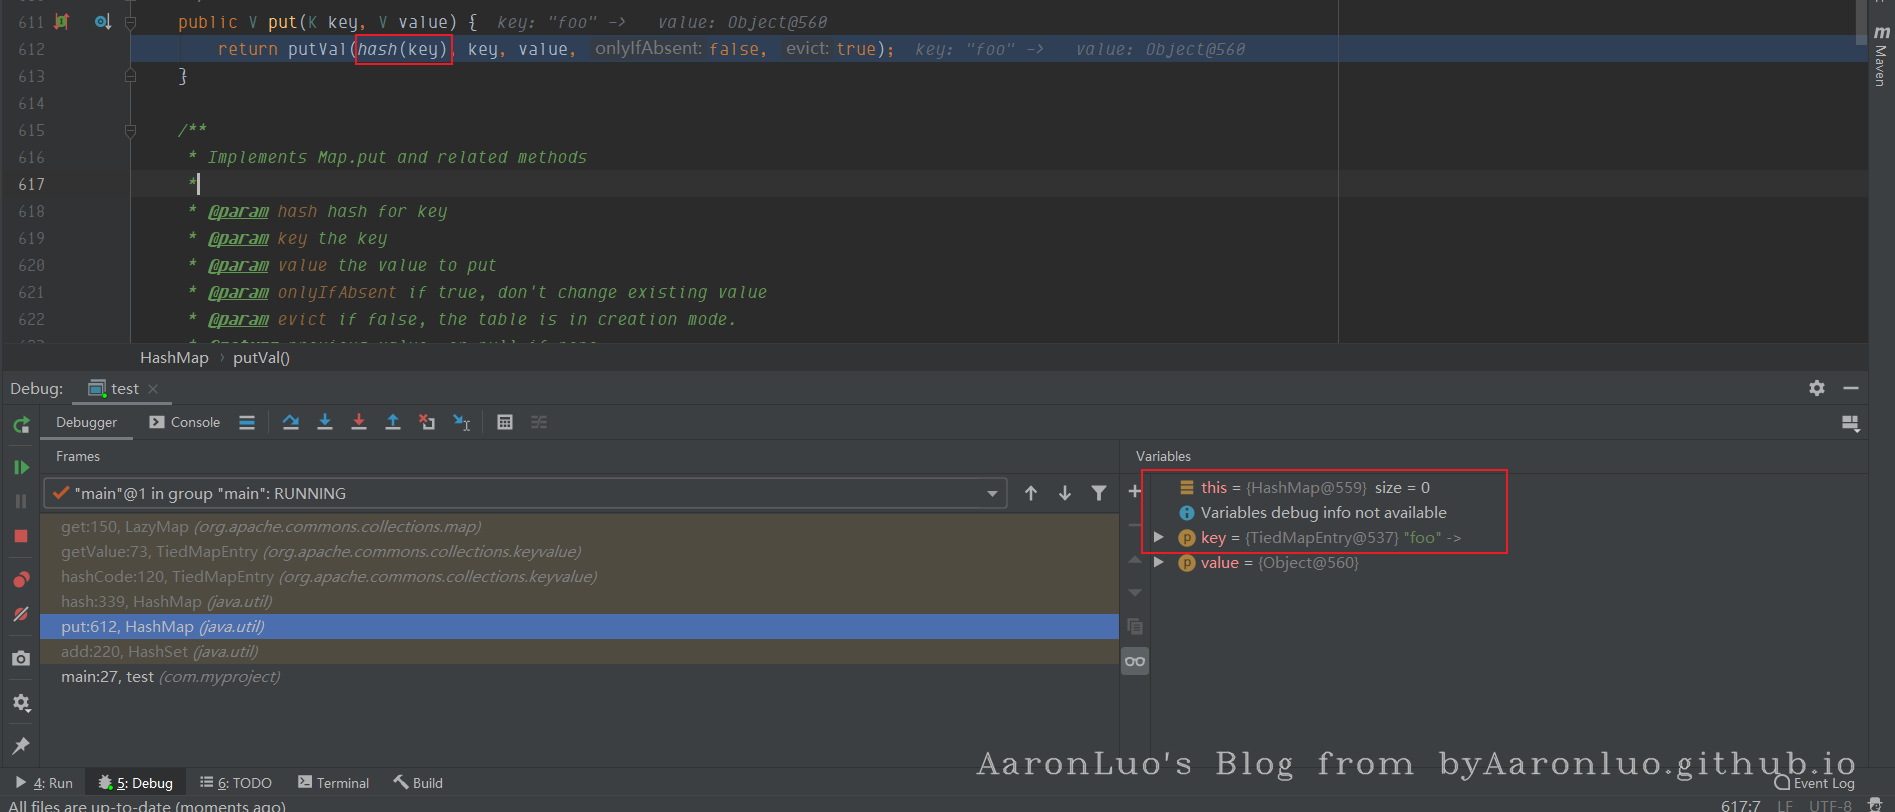 611 public V put(K key, V value) { key: "foo" -> value: Object@560
612 return putVal(hash(key), key, value, onlyIfAbsent: false, evict: true); key: "foo" -> value: Object@560
613 }
614
615 /**
616 * Implements Map.put and related methods
617 *
618 * @param hash hash for key
619 * @param key the key
620 * @param value the value to put
621 * @param onlyIfAbsent if true, don't change existing value
622 * @param evict if false, the table is in creation mode.
m Maven
HashMap › putVal()
Debug: test
Debugger Console
Frames
"main"@1 in group "main": RUNNING
get:150, LazyMap (org.apache.commons.collections.map)
getValue:73, TiedMapEntry (org.apache.commons.collections.keyvalue)
hashCode:120, TiedMapEntry (org.apache.commons.collections.keyvalue)
hash:339, HashMap (java.util)
put:612, HashMap (java.util)
add:220, HashSet (java.util)
main:27, test (com.myproject)
Variables
this = {HashMap@559} size = 0
Variables debug info not available
key = {TiedMapEntry@537} "foo" ->
value = {Object@560}
AaronLuo's Blog from byAaronluo.github.io
4: Run 5: Debug 6: TODO Terminal Build Event Log
All files are up-to-date (moments ago) 617:7 LF UTF-8